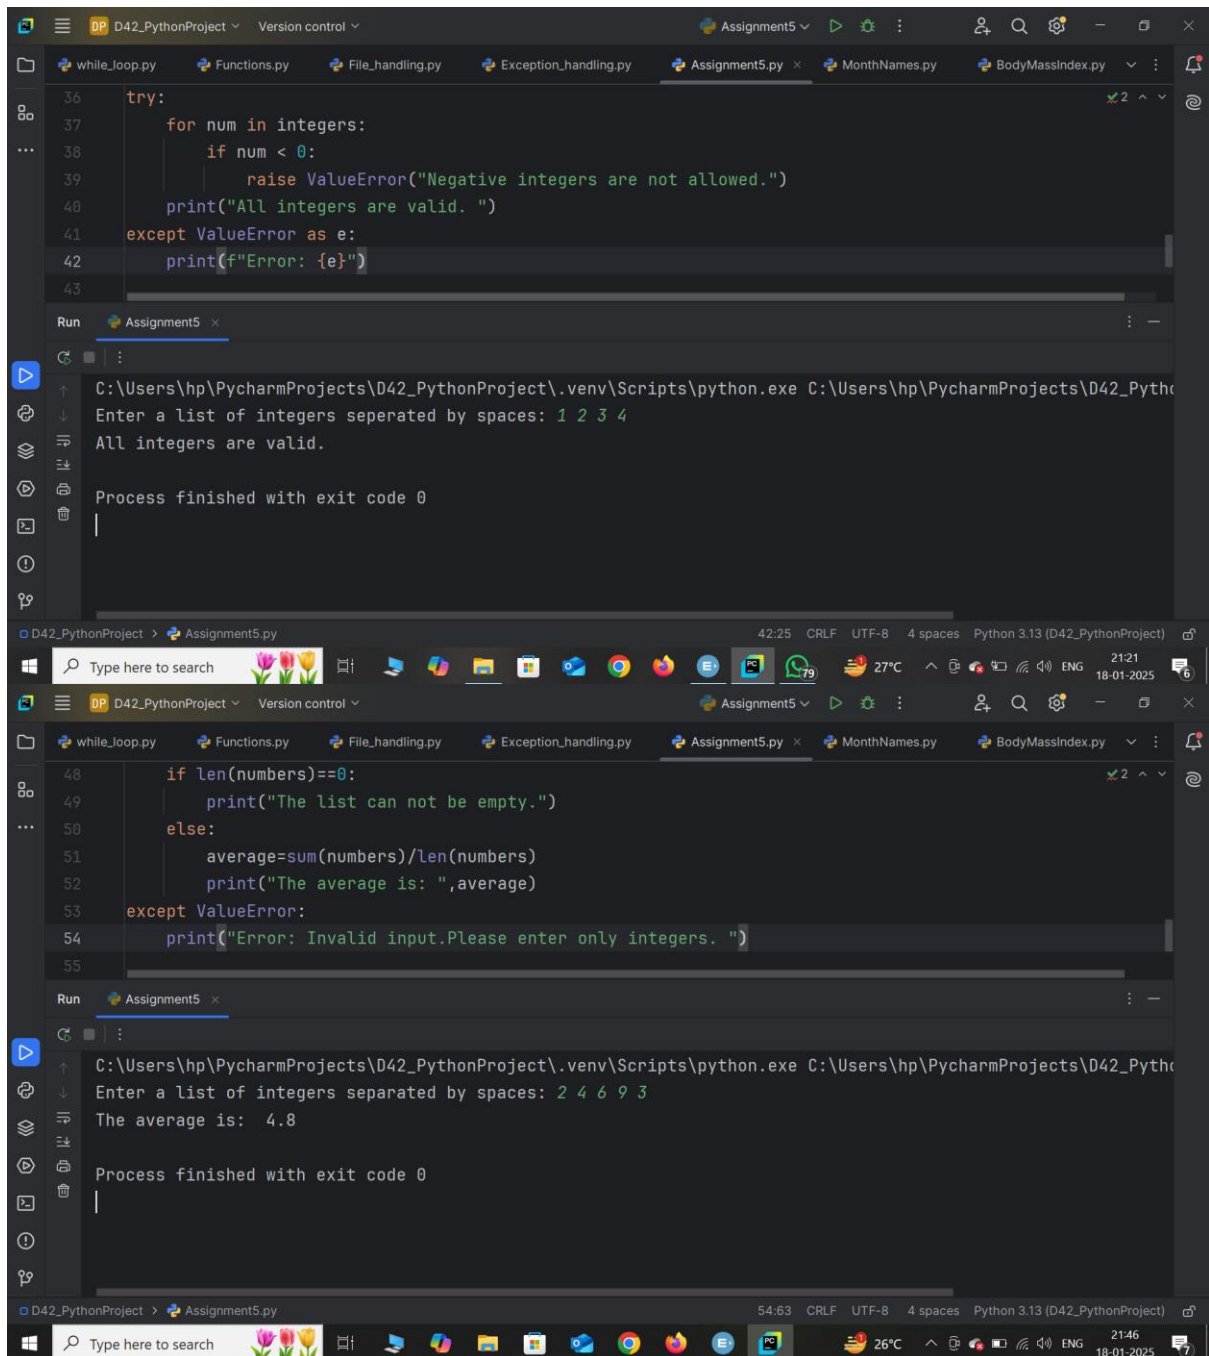 DP D42_PythonProject Version control Assignment5
while_loop.py Functions.py File_handling.py Exception_handling.py Assignment5.py MonthNames.py BodyMassIndex.py
36 try: 2
37 for num in integers:
38 if num < 0:
39 raise ValueError("Negative integers are not allowed.")
40 print("All integers are valid. ")
41 except ValueError as e:
42 print(f"Error: {e}")
43
Run Assignment5
C:\Users\hp\PycharmProjects\D42_PythonProject\.venv\Scripts\python.exe C:\Users\hp\PycharmProjects\D42_Pytho
Enter a list of integers seperated by spaces: 1 2 3 4
All integers are valid.
Process finished with exit code 0
D42_PythonProject > Assignment5.py 42:25 CRLF UTF-8 4 spaces Python 3.13 (D42_PythonProject)
Type here to search PC 79 27°C ENG 21:21 18-01-2025 6
DP D42_PythonProject Version control Assignment5
while_loop.py Functions.py File_handling.py Exception_handling.py Assignment5.py MonthNames.py BodyMassIndex.py
48 if len(numbers)==0: 2
49 print("The list can not be empty.")
50 else:
51 average=sum(numbers)/len(numbers)
52 print("The average is: ",average)
53 except ValueError:
54 print("Error: Invalid input.Please enter only integers. ")
55
Run Assignment5
C:\Users\hp\PycharmProjects\D42_PythonProject\.venv\Scripts\python.exe C:\Users\hp\PycharmProjects\D42_Pytho
Enter a list of integers separated by spaces: 2 4 6 9 3
The average is:  4.8
Process finished with exit code 0
D42_PythonProject > Assignment5.py 54:63 CRLF UTF-8 4 spaces Python 3.13 (D42_PythonProject)
Type here to search PC 26°C ENG 21:46 18-01-2025 7